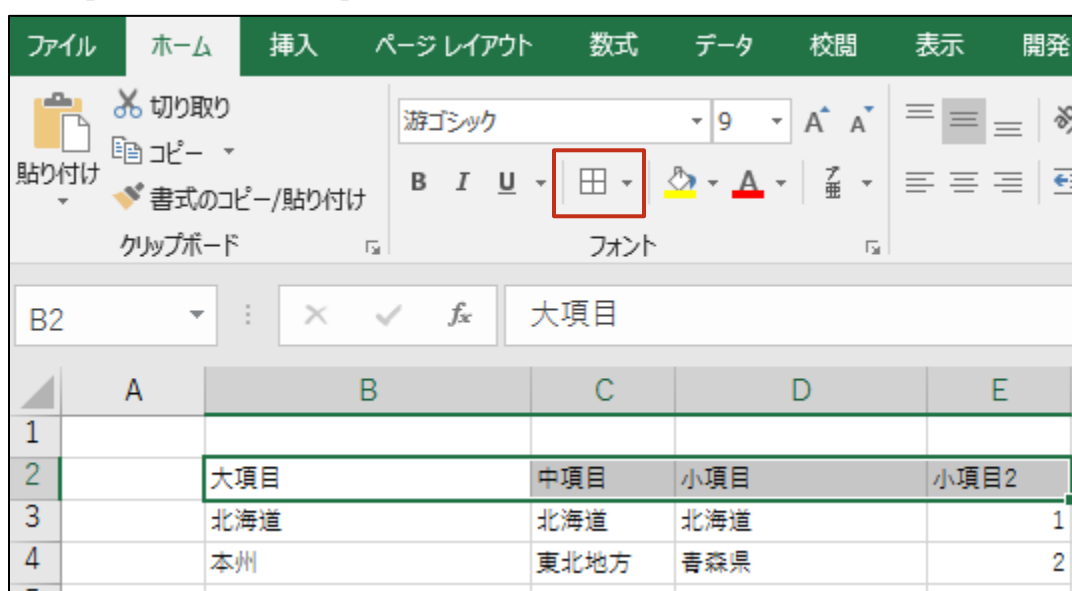 ファイル ホーム 挿入 ページ レイアウト 数式 データ 校閲 表示 開発
切り取り
游ゴシック 9 A A
コピー
貼り付け
B I U A ア亜
書式のコピー/貼り付け
クリップボード フォント
B2 fx 大項目
A B C D E
1
2 大項目 中項目 小項目 小項目2
3 北海道 北海道 北海道 1
4 本州 東北地方 青森県 2